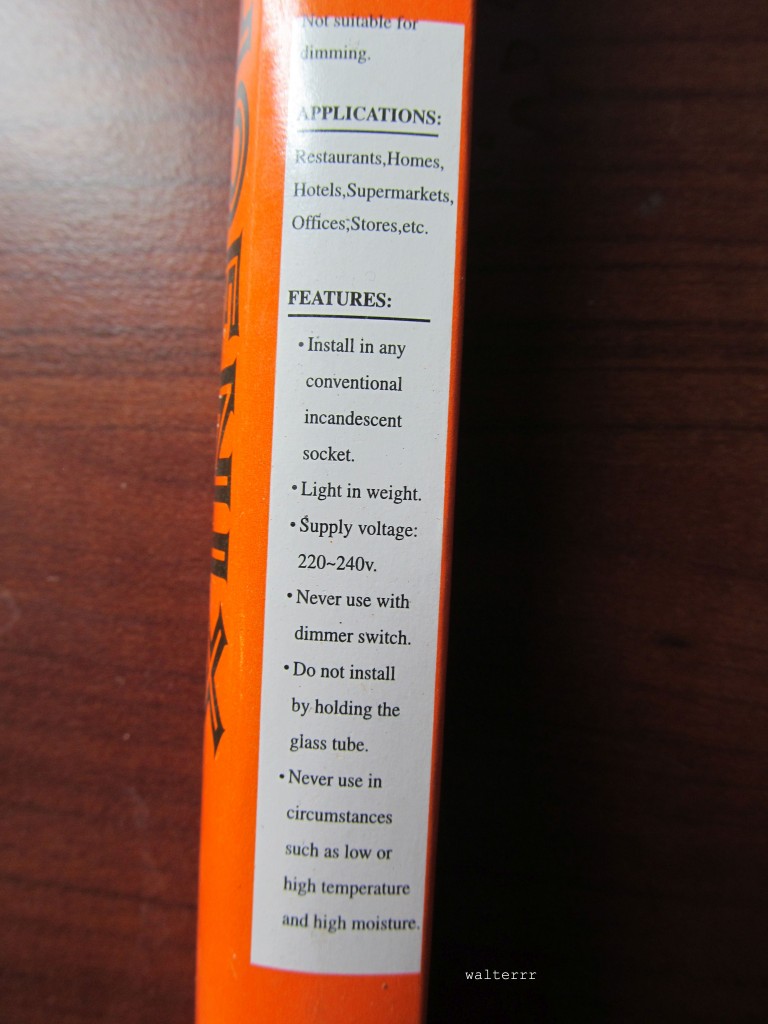 Not suitable for
dimming.
APPLICATIONS:
Restaurants,Homes,
Hotels,Supermarkets,
Offices,Stores,etc.
FEATURES:
• Install in any
conventional
incandescent
socket.
• Light in weight.
• Supply voltage:
220~240v.
• Never use with
dimmer switch.
• Do not install
by holding the
glass tube.
• Never use in
circumstances
such as low or
high temperature
and high moisture.
walterrr